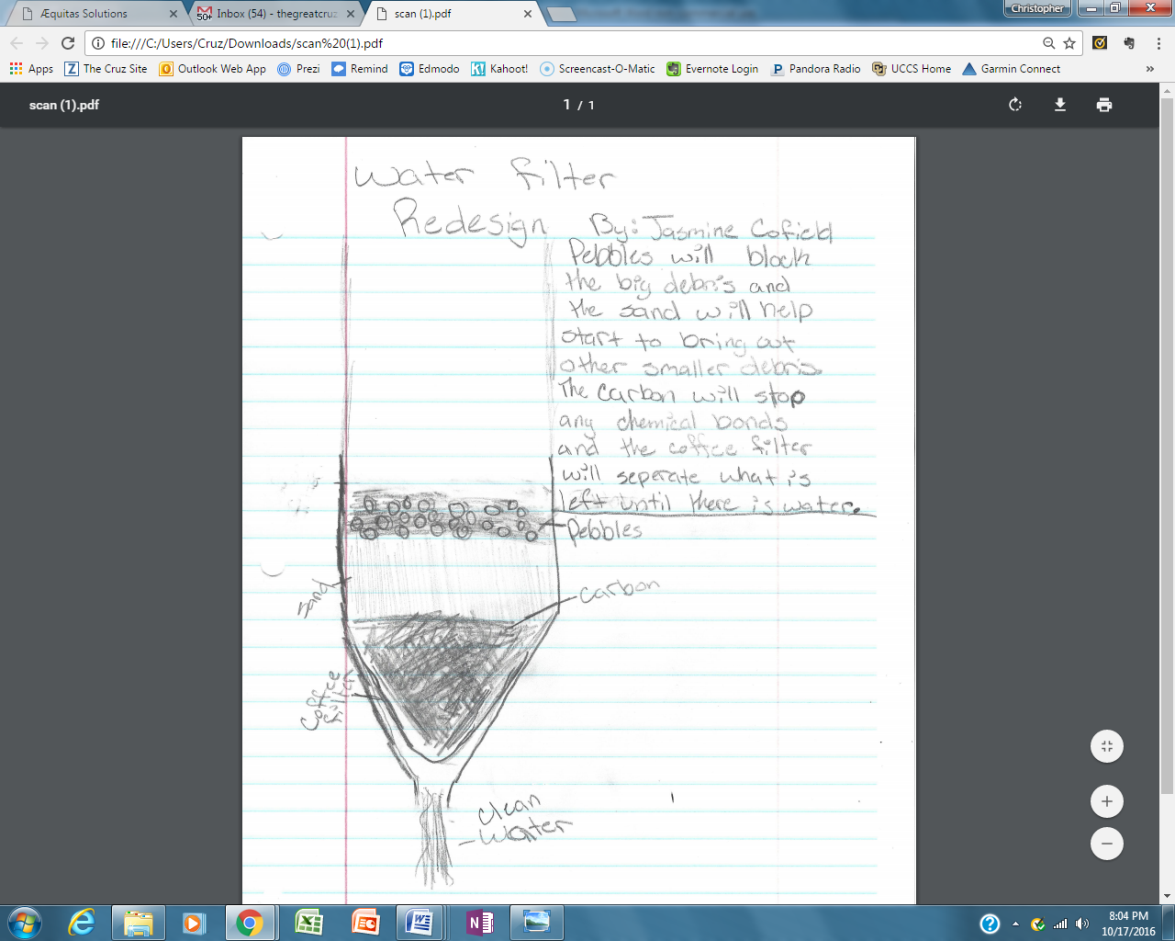 Æquitas Solutions
50+ Inbox (54) - thegreatcruz
scan (1).pdf
Christopher
file:///C:/Users/Cruz/Downloads/scan%20(1).pdf
Apps Z The Cruz Site Outlook Web App Prezi Remind Edmodo Kahoot! Screencast-O-Matic Evernote Login P Pandora Radio UCCS Home Garmin Connect »
scan (1).pdf
1 / 1
Water filter
Redesign By: Jasmine Cofield
Pebbles will block
the big debris and
the sand will help
start to bring out
other smaller debris.
The carbon will stop
any chemical bonds
and the coffee filter
will seperate what is
left until there is water.
Pebbles
Sand
Carbon
Coffee
filter
clean
water
8:04 PM
10/17/2016